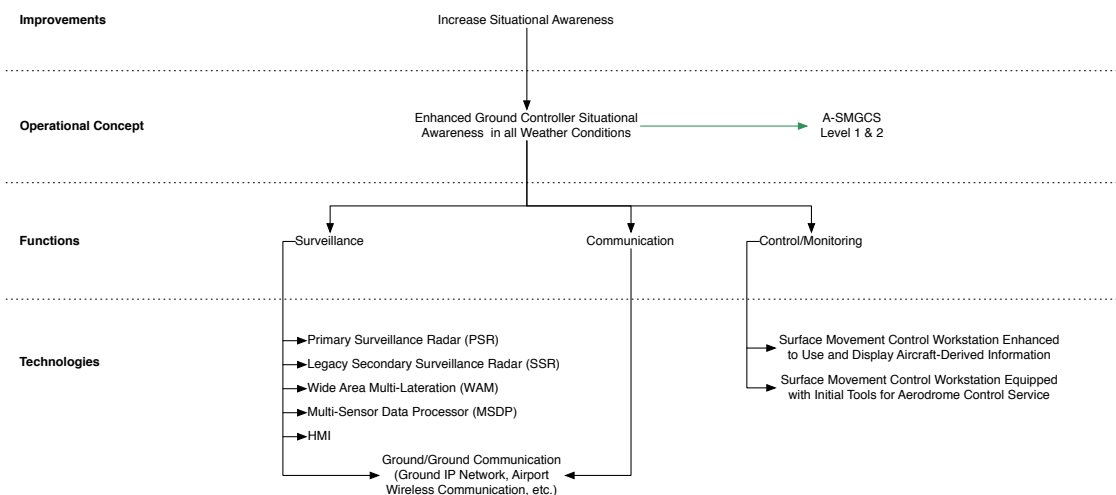 Improvements
Increase Situational Awareness
Operational Concept
Enhanced Ground Controller Situational
Awareness in all Weather Conditions
A-SMGCS
Level 1 & 2
Functions
Surveillance
Communication
Control/Monitoring
Technologies
Primary Surveillance Radar (PSR)
Legacy Secondary Surveillance Radar (SSR)
Wide Area Multi-Lateration (WAM)
Multi-Sensor Data Processor (MSDP)
HMI
Ground/Ground Communication
(Ground IP Network, Airport
Wireless Communication, etc.)
Surface Movement Control Workstation Enhanced
to Use and Display Aircraft-Derived Information
Surface Movement Control Workstation Equipped
with Initial Tools for Aerodrome Control Service